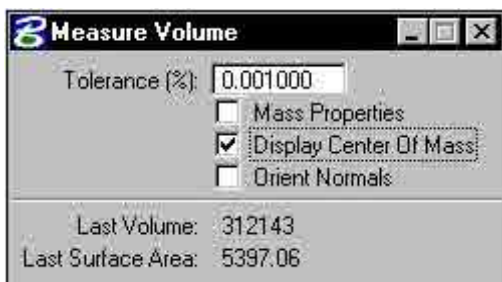 Measure Volume
Tolerance (%): 0.001000
Mass Properties
Display Center Of Mass
Orient Normals
Last Volume: 312143
Last Surface Area: 5397.06